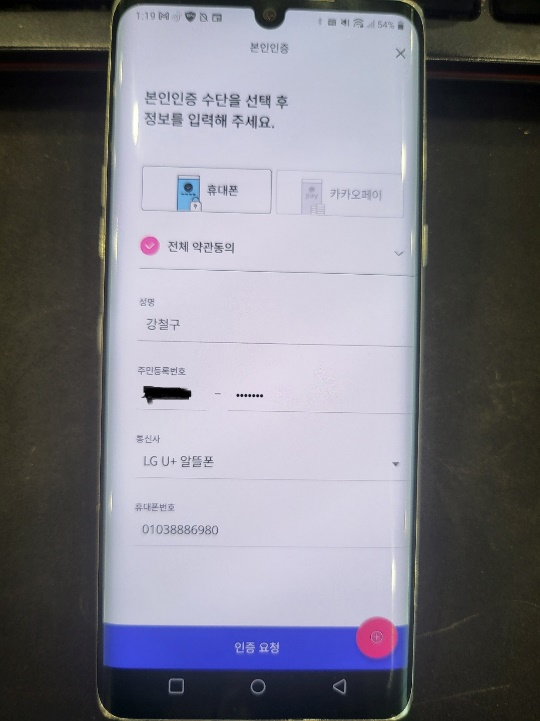 1:19
54%
본인인증
본인인증 수단을 선택 후
정보를 입력해 주세요.
휴대폰
pay
카카오페이
전체 약관동의
성명
강철구
주민등록번호
- •••••••
통신사
LG U+ 알뜰폰
휴대폰번호
01038886980
인증 요청